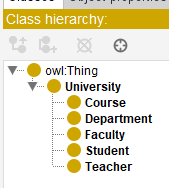 Class hierarchy:
owl:Thing
University
Course
Department
Faculty
Student
Teacher